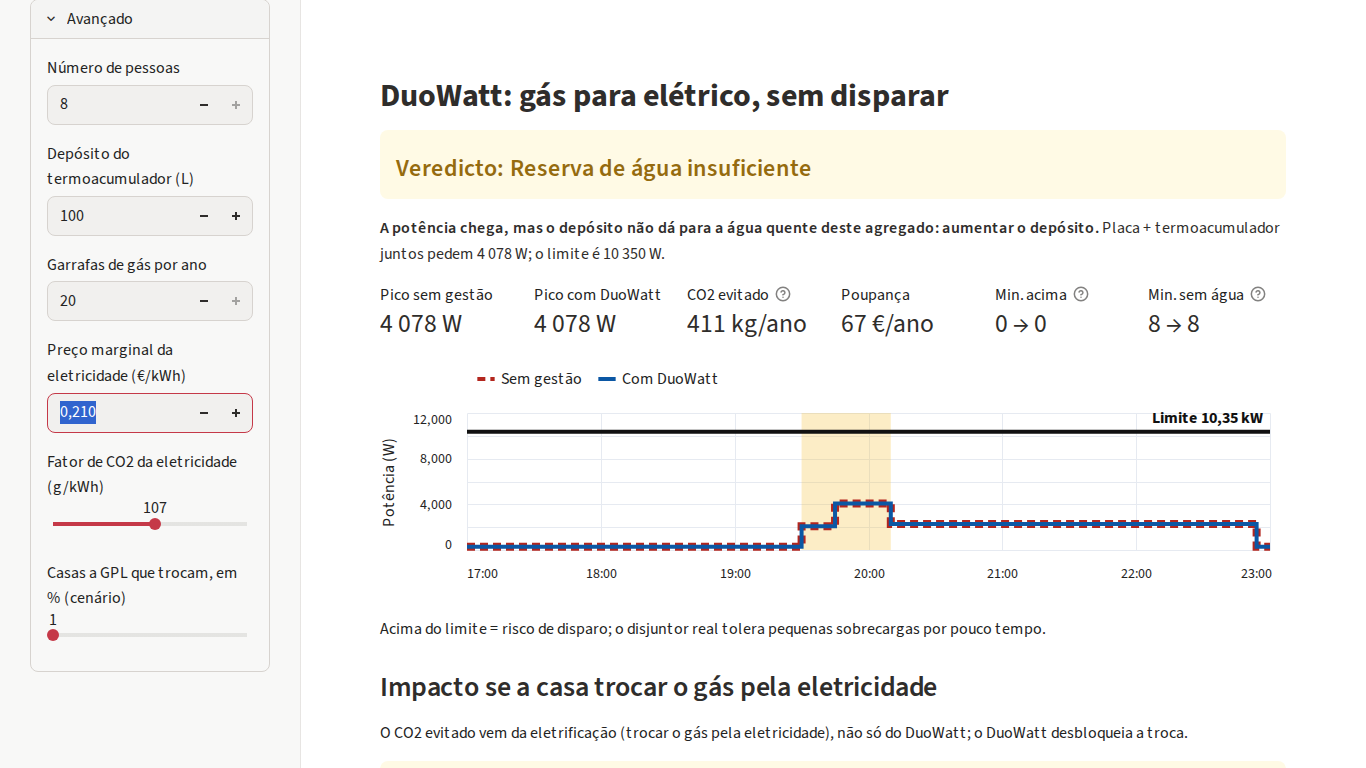 Avançado
Número de pessoas
8
Depósito do
termoacumulador (L)
100
Garrafas de gás por ano
20
Preço marginal da
eletricidade (€/kWh)
0,210
Fator de CO2 da eletricidade
(g/kWh)
107
Casas a GPL que trocam, em
% (cenário)
1
DuoWatt: gás para elétrico, sem disparar
Veredicto: Reserva de água insuficiente
A potência chega, mas o depósito não dá para a água quente deste agregado: aumentar o depósito. Placa + termoacumulador
juntos pedem 4 078 W; o limite é 10 350 W.
Pico sem gestão Pico com DuoWatt CO2 evitado Poupança Min. acima Min. sem água
4 078 W 4 078 W 411 kg/ano 67 €/ano 0 → 0 8 → 8
Sem gestão Com DuoWatt
Limite 10,35 kW
Potência (W)
12,000
8,000
4,000
0
17:00 18:00 19:00 20:00 21:00 22:00 23:00
Acima do limite = risco de disparo; o disjuntor real tolera pequenas sobrecargas por pouco tempo.
Impacto se a casa trocar o gás pela eletricidade
O CO2 evitado vem da eletrificação (trocar o gás pela eletricidade), não só do DuoWatt; o DuoWatt desbloqueia a troca.